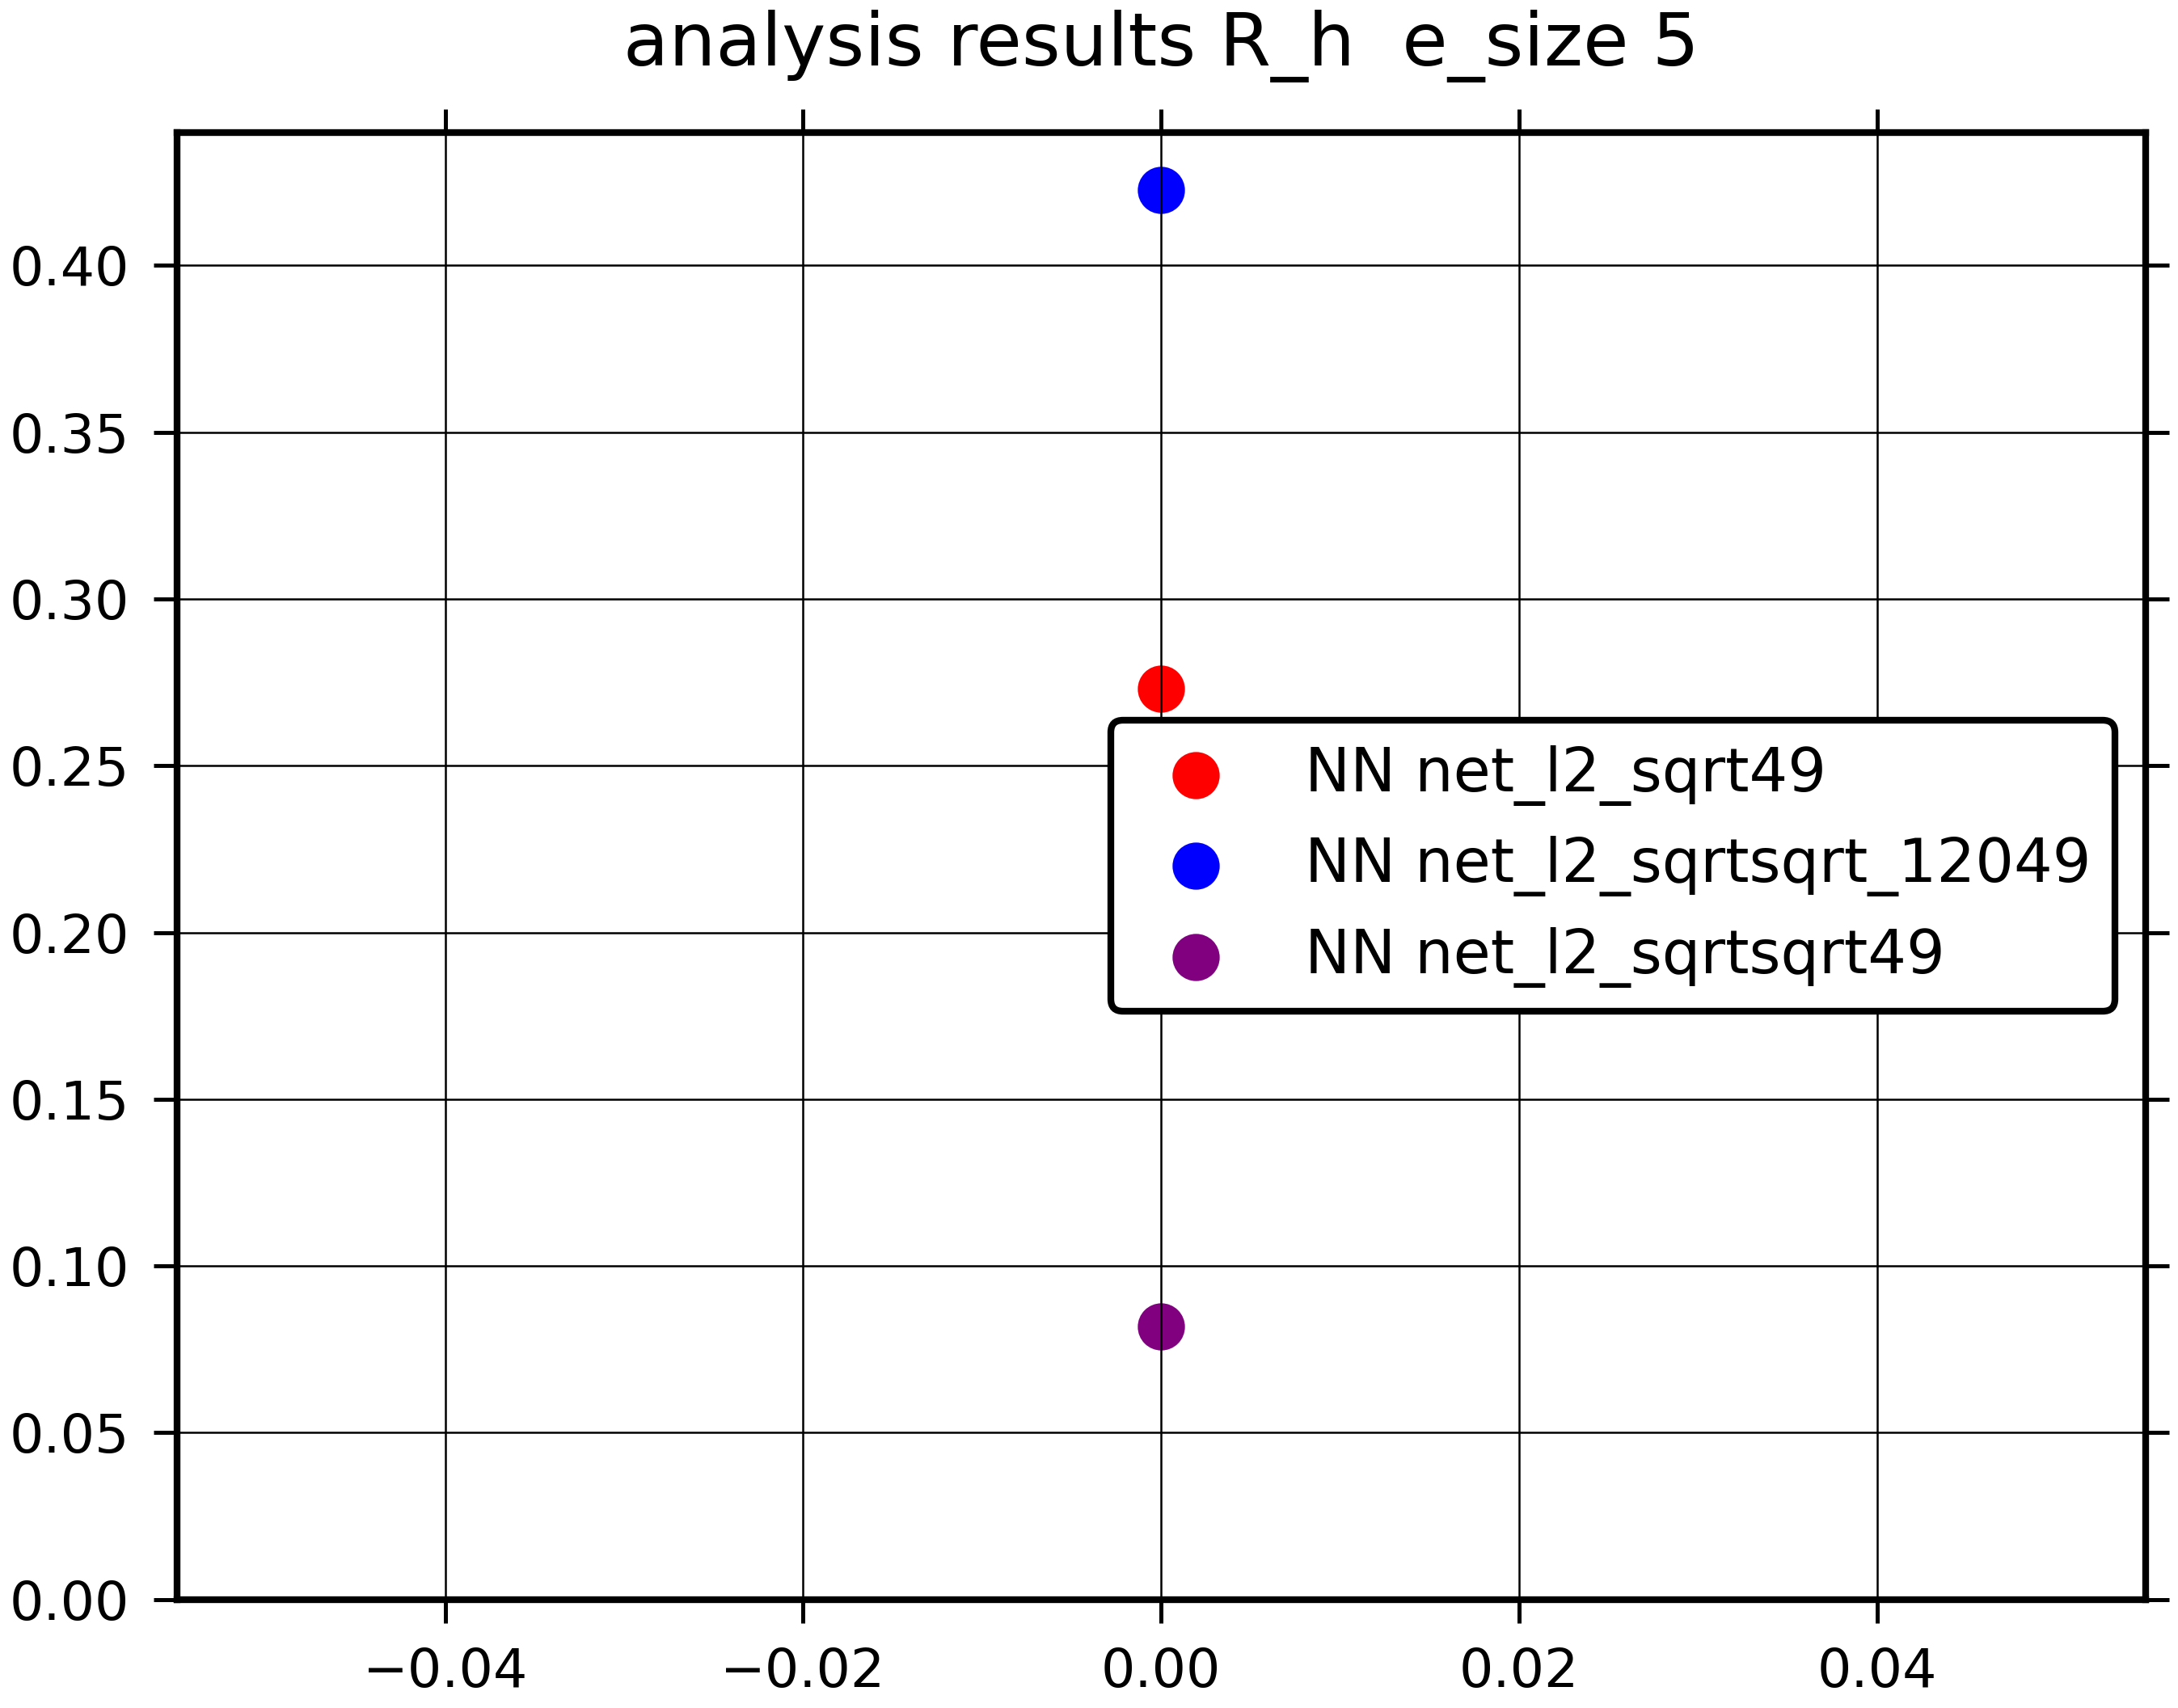 analysis results R_h  e_size 5
0.40
0.35
0.30
0.25
0.20
0.15
0.10
0.05
0.00
NN net_l2_sqrt49
NN net_l2_sqrtsqrt_12049
NN net_l2_sqrtsqrt49
−0.04 −0.02 0.00 0.02 0.04